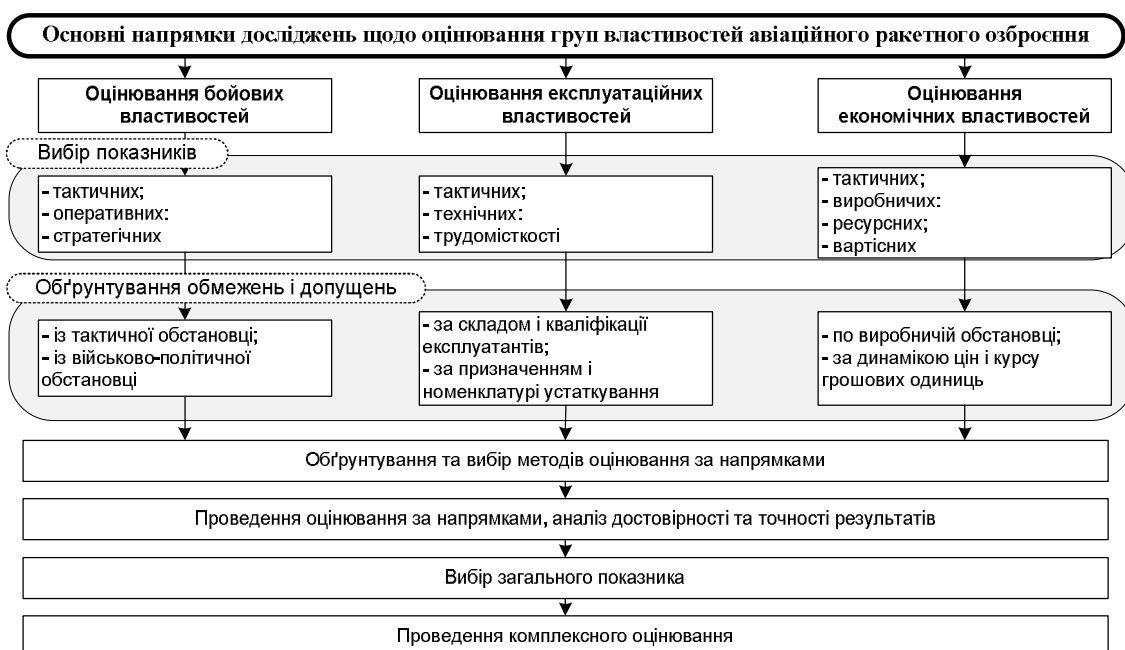 Основні напрямки досліджень щодо оцінювання груп властивостей авіаційного ракетного озброєння
Оцінювання бойових
властивостей
Оцінювання експлуатаційних
властивостей
Оцінювання
економічних властивостей
Вибір показників
- тактичних;
- оперативних:
- стратегічних
- тактичних;
- технічних:
- трудомісткості
- тактичних;
- виробничих:
- ресурсних;
- вартісних
Обґрунтування обмежень і допущень
- із тактичної обстановці;
- із військово-політичної
обстановці
- за складом і кваліфікації
експлуатантів;
- за призначенням і
номенклатурі устаткування
- по виробничій обстановці;
- за динамікою цін і курсу
грошових одиниць
Обґрунтування та вибір методів оцінювання за напрямками
Проведення оцінювання за напрямками, аналіз достовірності та точності результатів
Вибір загального показника
Проведення комплексного оцінювання